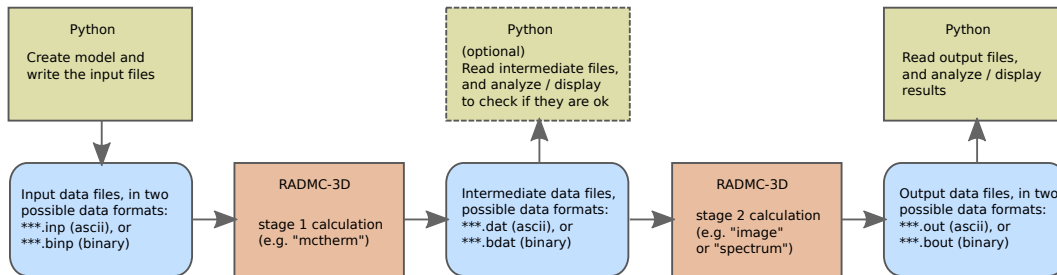 Python
Create model and
write the input files
Python
(optional)
Read intermediate files,
and analyze / display
to check if they are ok
Python
Read output files,
and analyze / display
results
Input data files, in two
possible data formats:
***.inp (ascii), or
***.binp (binary)
RADMC-3D
stage 1 calculation
(e.g. "mctherm")
Intermediate data files,
possible data formats:
***.dat (ascii), or
***.bdat (binary)
RADMC-3D
stage 2 calculation
(e.g. "image"
or "spectrum")
Output data files, in two
possible data formats:
***.out (ascii), or
***.bout (binary)